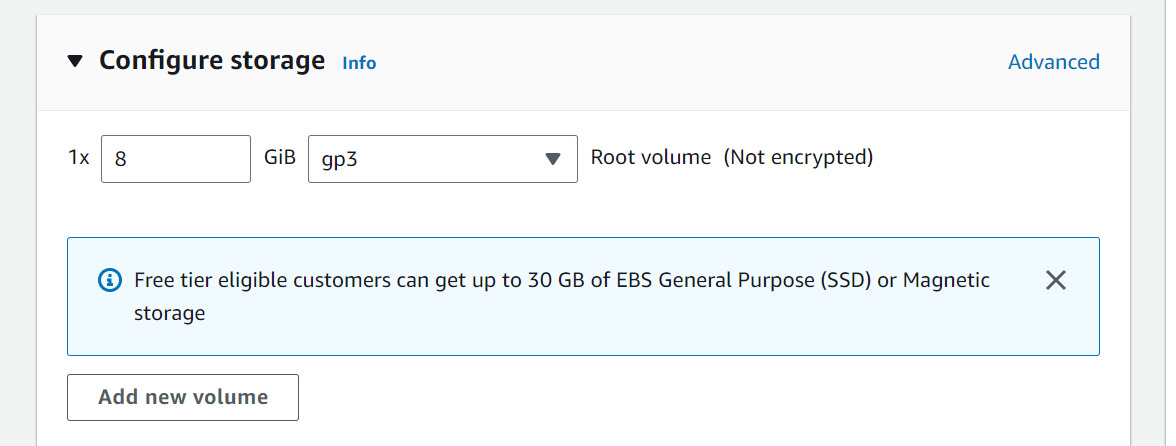 Configure storage Info Advanced
1x 8 GiB gp3 Root volume (Not encrypted)
Free tier eligible customers can get up to 30 GB of EBS General Purpose (SSD) or Magnetic
storage
Add new volume